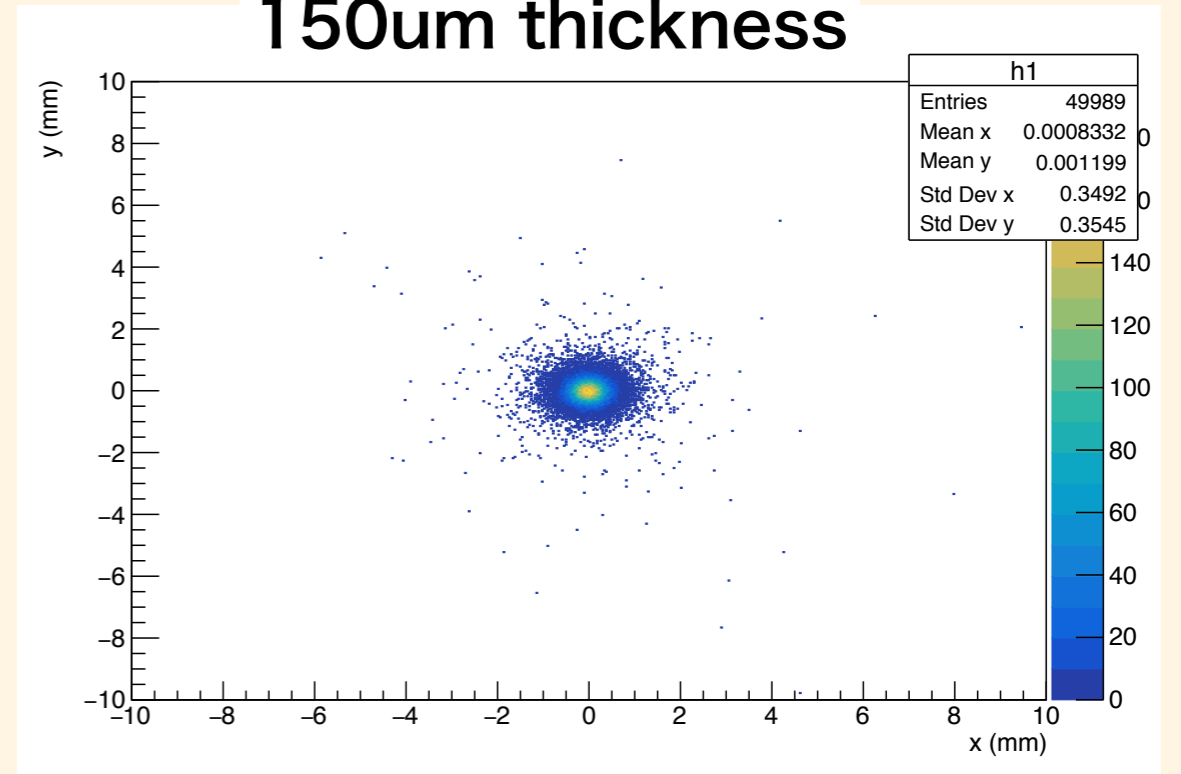 150um thickness
h1
Entries 49989
Mean x 0.0008332
Mean y 0.001199
Std Dev x 0.3492
Std Dev y 0.3545
y (mm)
10
8
6
4
2
0
−2
−4
−6
−8
−10
−10 −8 −6 −4 −2 0 2 4 6 8 10
x (mm)
0
0
140
120
100
80
60
40
20
0